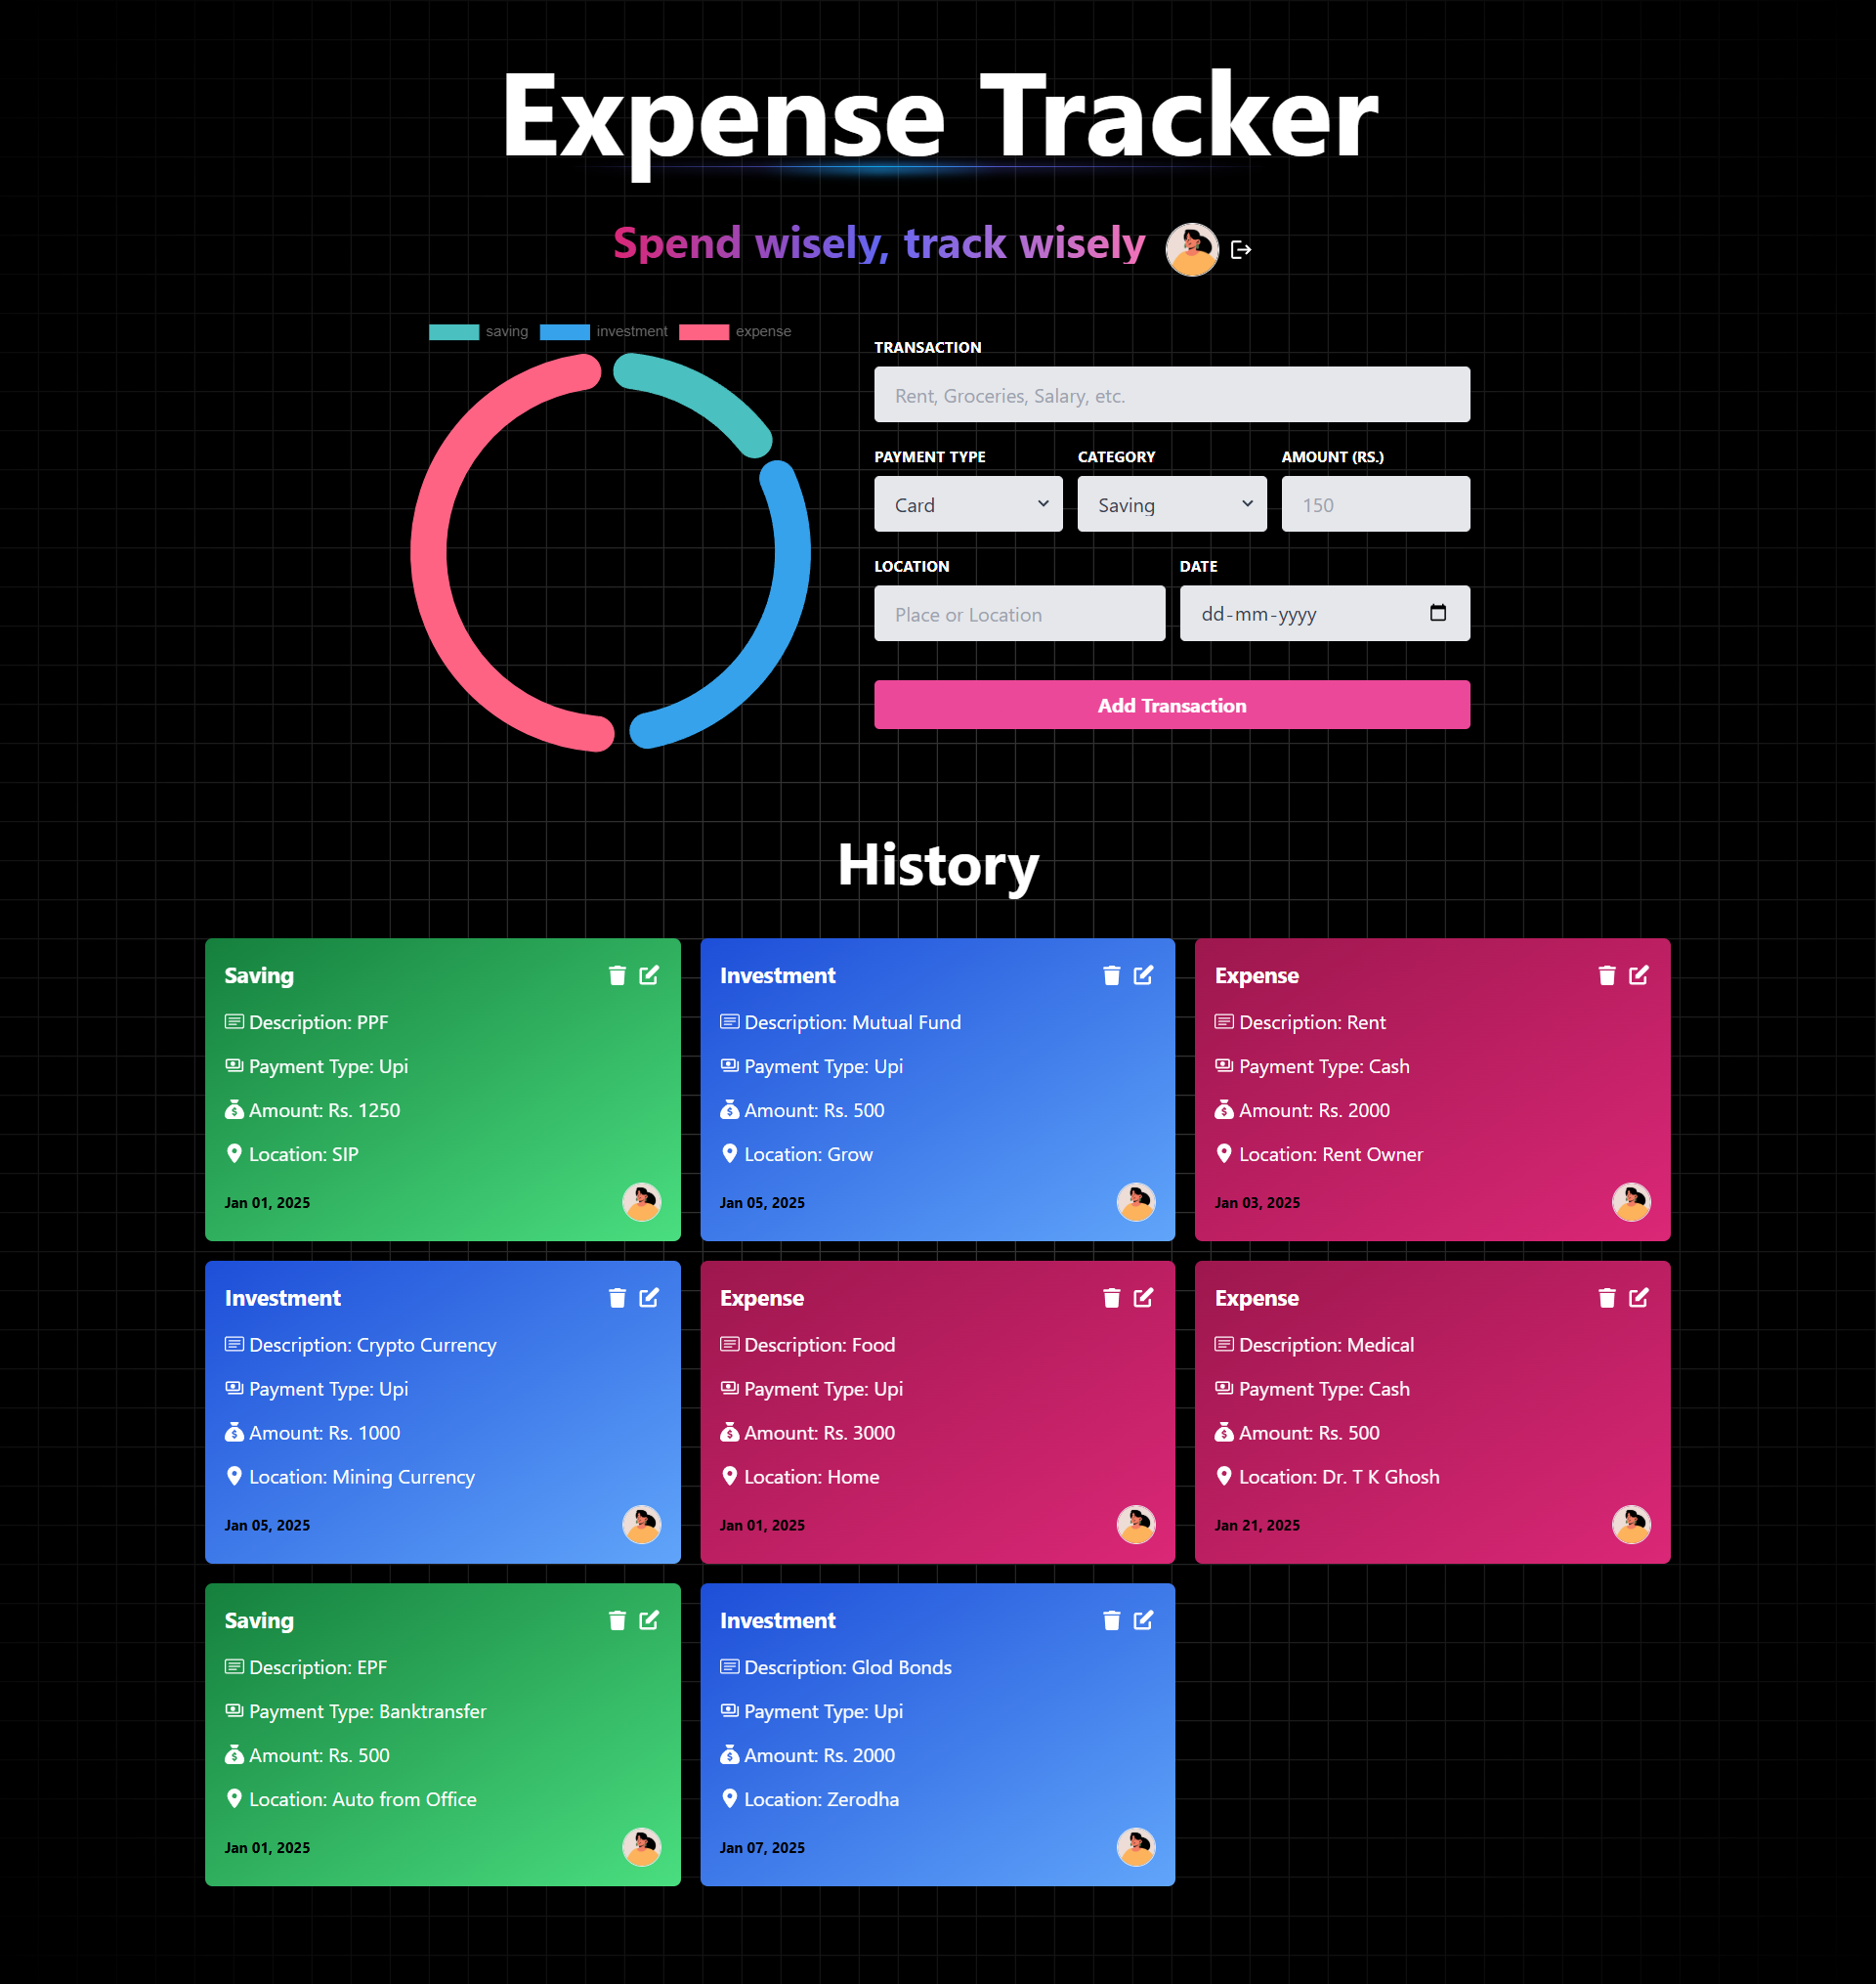 Expense Tracker
Spend wisely, track wisely
saving investment expense
TRANSACTION
Rent, Groceries, Salary, etc.
PAYMENT TYPE CATEGORY AMOUNT (RS.)
Card Saving 150
LOCATION DATE
Place or Location dd-mm-yyyy
Add Transaction
History
Saving
Description: PPF
Payment Type: Upi
Amount: Rs. 1250
Location: SIP
Jan 01, 2025
Investment
Description: Mutual Fund
Payment Type: Upi
Amount: Rs. 500
Location: Grow
Jan 05, 2025
Expense
Description: Rent
Payment Type: Cash
Amount: Rs. 2000
Location: Rent Owner
Jan 03, 2025
Investment
Description: Crypto Currency
Payment Type: Upi
Amount: Rs. 1000
Location: Mining Currency
Jan 05, 2025
Expense
Description: Food
Payment Type: Upi
Amount: Rs. 3000
Location: Home
Jan 01, 2025
Expense
Description: Medical
Payment Type: Cash
Amount: Rs. 500
Location: Dr. T K Ghosh
Jan 21, 2025
Saving
Description: EPF
Payment Type: Banktransfer
Amount: Rs. 500
Location: Auto from Office
Jan 01, 2025
Investment
Description: Glod Bonds
Payment Type: Upi
Amount: Rs. 2000
Location: Zerodha
Jan 07, 2025